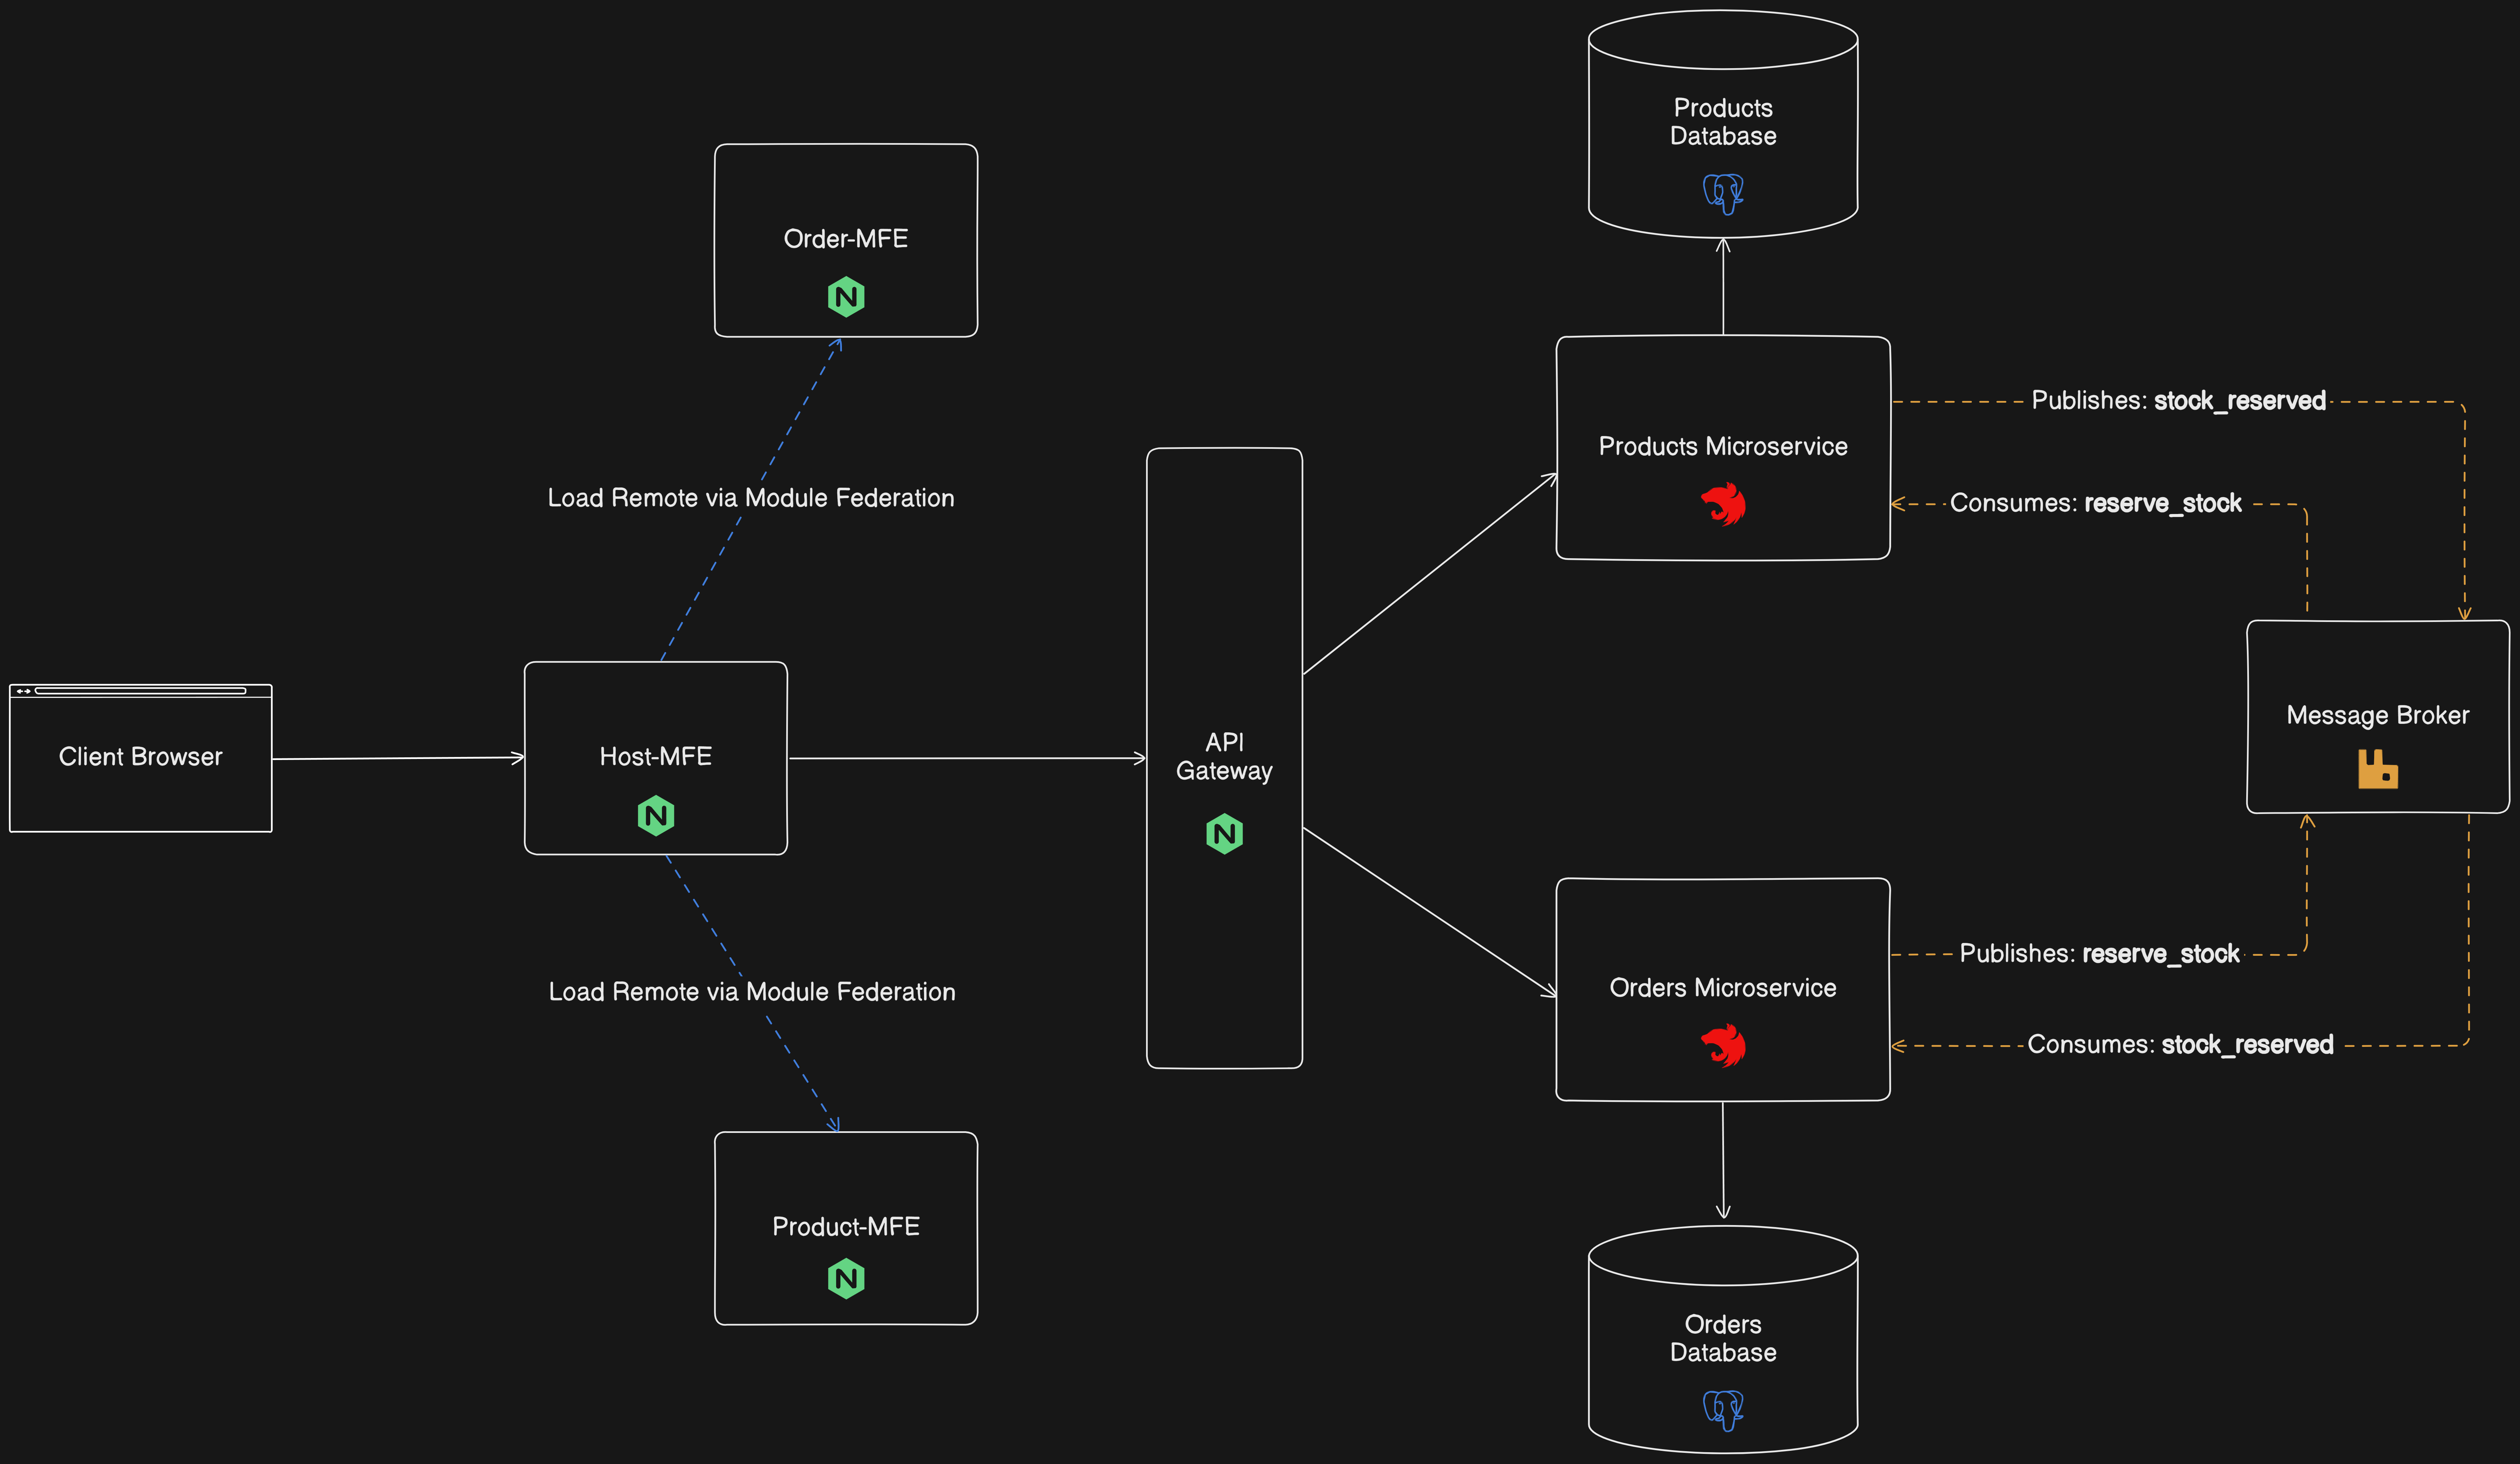 Products
Database
Order-MFE
Publishes: stock_reserved
Products Microservice
Load Remote via Module Federation
Consumes: reserve_stock
Client Browser
Host-MFE
API
Gateway
Message Broker
Publishes: reserve_stock
Load Remote via Module Federation
Orders Microservice
Consumes: stock_reserved
Product-MFE
Orders
Database